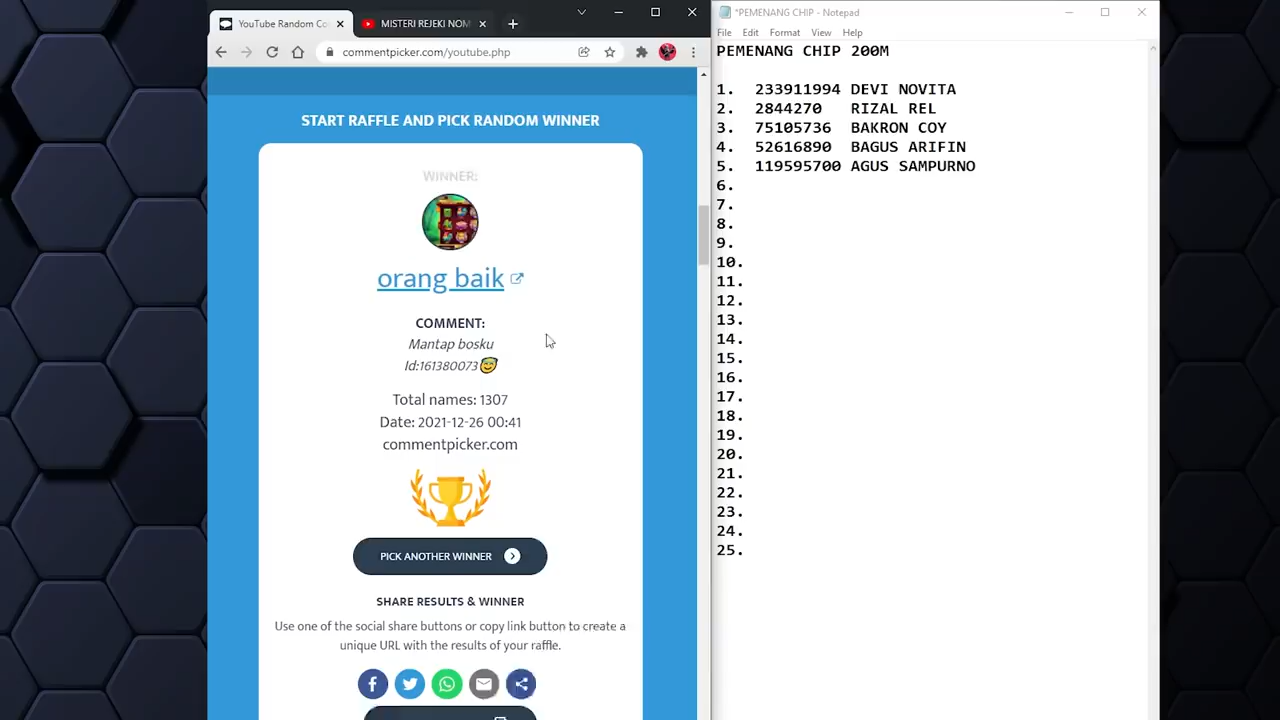 YouTube Random Co
MISTERI REJEKI NOM
commentpicker.com/youtube.php
START RAFFLE AND PICK RANDOM WINNER
WINNER:
orang baik
COMMENT:
Mantap bosku
Id:161380073
Total names: 1307
Date: 2021-12-26 00:41
commentpicker.com
PICK ANOTHER WINNER
SHARE RESULTS & WINNER
Use one of the social share buttons or copy link button to create a
unique URL with the results of your raffle.
*PEMENANG CHIP - Notepad
File Edit Format View Help
PEMENANG CHIP 200M
1. 233911994 DEVI NOVITA
2. 2844270 RIZAL REL
3. 75105736 BAKRON COY
4. 52616890 BAGUS ARIFIN
5. 119595700 AGUS SAMPURNO
6.
7.
8.
9.
10.
11.
12.
13.
14.
15.
16.
17.
18.
19.
20.
21.
22.
23.
24.
25.